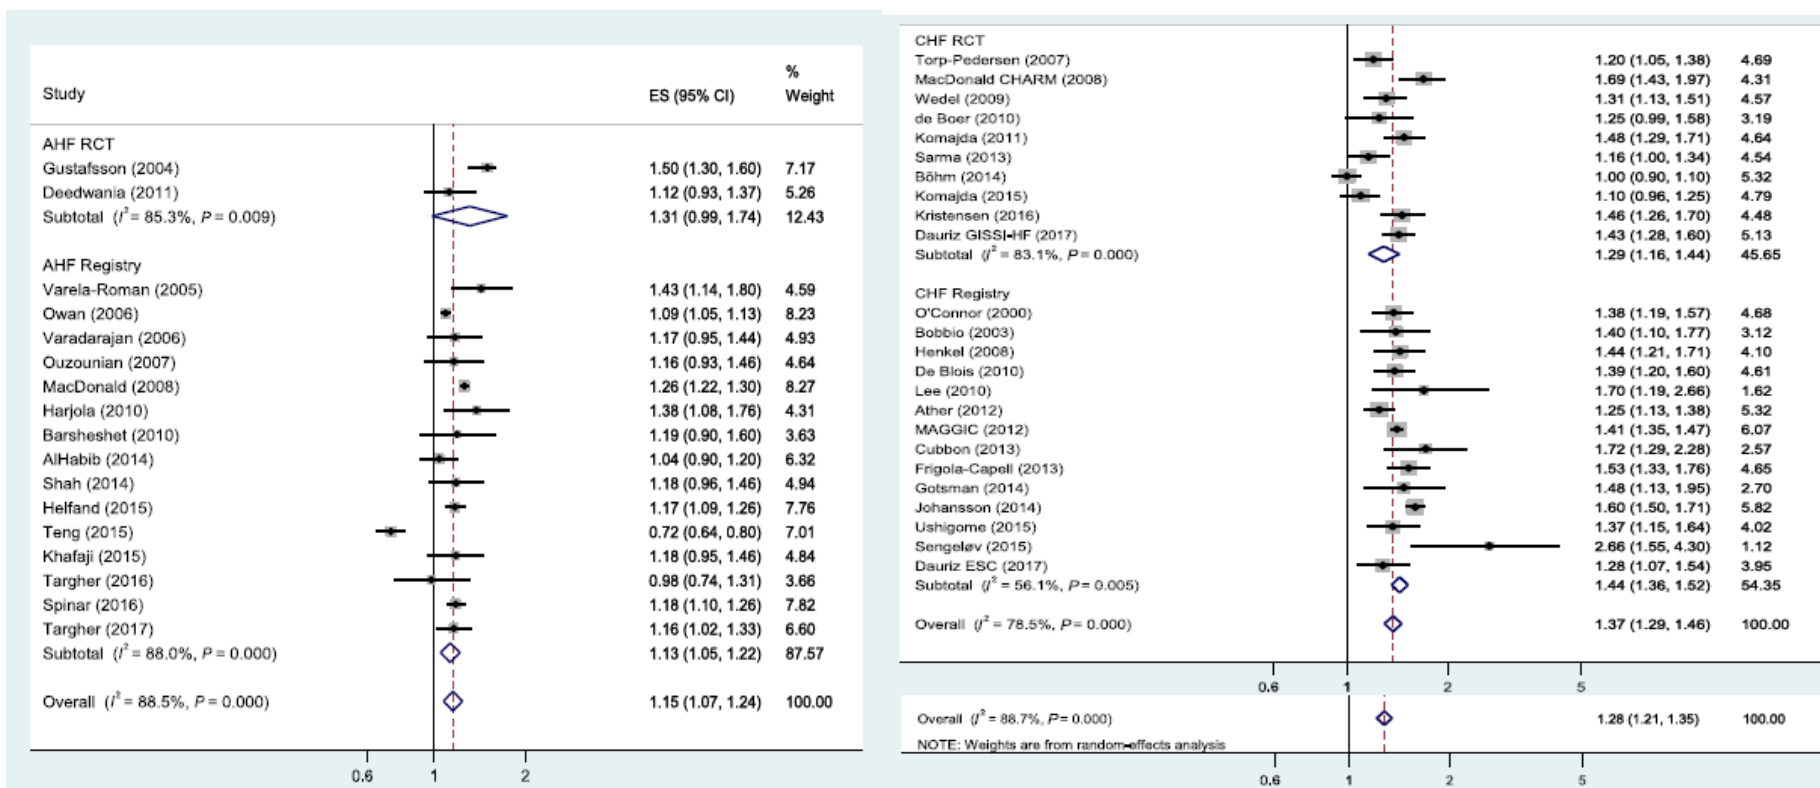 %
Study ES (95% CI) Weight
AHF RCT
Gustafsson (2004) 1.50 (1.30, 1.60) 7.17
Deedwania (2011) 1.12 (0.93, 1.37) 5.26
Subtotal (I² = 85.3%, P = 0.009) 1.31 (0.99, 1.74) 12.43
AHF Registry
Varela-Roman (2005) 1.43 (1.14, 1.80) 4.59
Owan (2006) 1.09 (1.05, 1.13) 8.23
Varadarajan (2006) 1.17 (0.95, 1.44) 4.93
Ouzounian (2007) 1.16 (0.93, 1.46) 4.64
MacDonald (2008) 1.26 (1.22, 1.30) 8.27
Harjola (2010) 1.38 (1.08, 1.76) 4.31
Barsheshet (2010) 1.19 (0.90, 1.60) 3.63
AlHabib (2014) 1.04 (0.90, 1.20) 6.32
Shah (2014) 1.18 (0.96, 1.46) 4.94
Helfand (2015) 1.17 (1.09, 1.26) 7.76
Teng (2015) 0.72 (0.64, 0.80) 7.01
Khafaji (2015) 1.18 (0.95, 1.46) 4.84
Targher (2016) 0.98 (0.74, 1.31) 3.66
Spinar (2016) 1.18 (1.10, 1.26) 7.82
Targher (2017) 1.16 (1.02, 1.33) 6.60
Subtotal (I² = 88.0%, P = 0.000) 1.13 (1.05, 1.22) 87.57
Overall (I² = 88.5%, P = 0.000) 1.15 (1.07, 1.24) 100.00
0.6 1 2
CHF RCT
Torp-Pedersen (2007) 1.20 (1.05, 1.38) 4.69
MacDonald CHARM (2008) 1.69 (1.43, 1.97) 4.31
Wedel (2009) 1.31 (1.13, 1.51) 4.57
de Boer (2010) 1.25 (0.99, 1.58) 3.19
Komajda (2011) 1.48 (1.29, 1.71) 4.64
Sarma (2013) 1.16 (1.00, 1.34) 4.54
Böhm (2014) 1.00 (0.90, 1.10) 5.32
Komajda (2015) 1.10 (0.96, 1.25) 4.79
Kristensen (2016) 1.46 (1.26, 1.70) 4.48
Dauriz GISSI-HF (2017) 1.43 (1.28, 1.60) 5.13
Subtotal (I² = 83.1%, P = 0.000) 1.29 (1.16, 1.44) 45.65
CHF Registry
O'Connor (2000) 1.38 (1.19, 1.57) 4.68
Bobbio (2003) 1.40 (1.10, 1.77) 3.12
Henkel (2008) 1.44 (1.21, 1.71) 4.10
De Blois (2010) 1.39 (1.20, 1.60) 4.61
Lee (2010) 1.70 (1.19, 2.66) 1.62
Ather (2012) 1.25 (1.13, 1.38) 5.32
MAGGIC (2012) 1.41 (1.35, 1.47) 6.07
Cubbon (2013) 1.72 (1.29, 2.28) 2.57
Frigola-Capell (2013) 1.53 (1.33, 1.76) 4.65
Gotsman (2014) 1.48 (1.13, 1.95) 2.70
Johansson (2014) 1.60 (1.50, 1.71) 5.82
Ushigome (2015) 1.37 (1.15, 1.64) 4.02
Sengeløv (2015) 2.66 (1.55, 4.30) 1.12
Dauriz ESC (2017) 1.28 (1.07, 1.54) 3.95
Subtotal (I² = 56.1%, P = 0.005) 1.44 (1.36, 1.52) 54.35
Overall (I² = 78.5%, P = 0.000) 1.37 (1.29, 1.46) 100.00
0.6 1 2 5
Overall (I² = 88.7%, P = 0.000) 1.28 (1.21, 1.35) 100.00
NOTE: Weights are from random-effects analysis
0.6 1 2 5